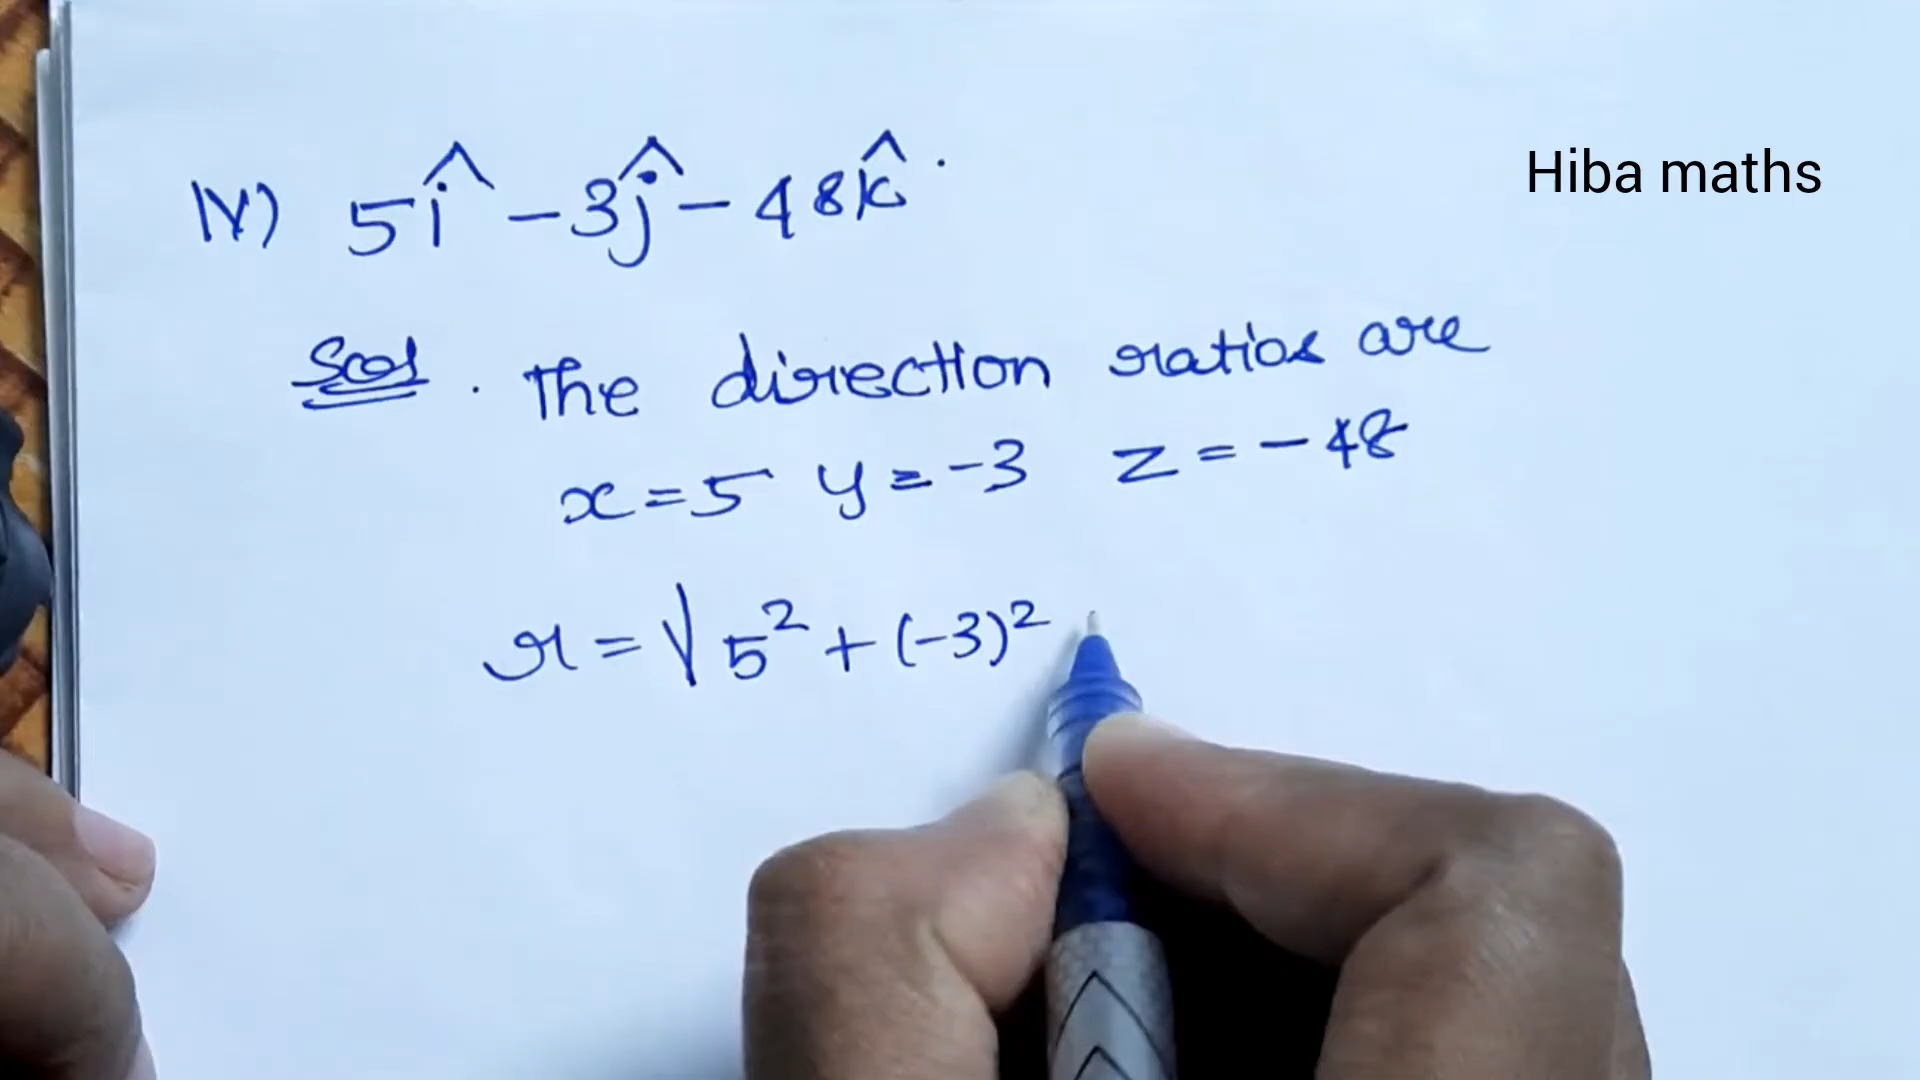 Hiba maths
IV) 5î - 3ĵ - 48k̂.
Sol. The direction ratios are
x = 5 y = -3 z = -48
r = √5² + (-3)²